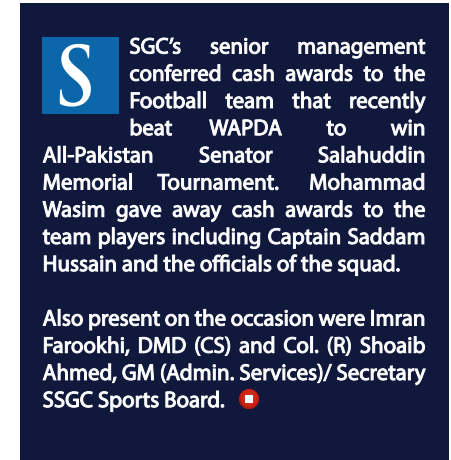 SSGC’s senior management
conferred cash awards to the
Football team that recently
beat WAPDA to win
All-Pakistan Senator Salahuddin
Memorial Tournament. Mohammad
Wasim gave away cash awards to the
team players including Captain Saddam
Hussain and the officials of the squad.
Also present on the occasion were Imran
Farookhi, DMD (CS) and Col. (R) Shoaib
Ahmed, GM (Admin. Services)/ Secretary
SSGC Sports Board.